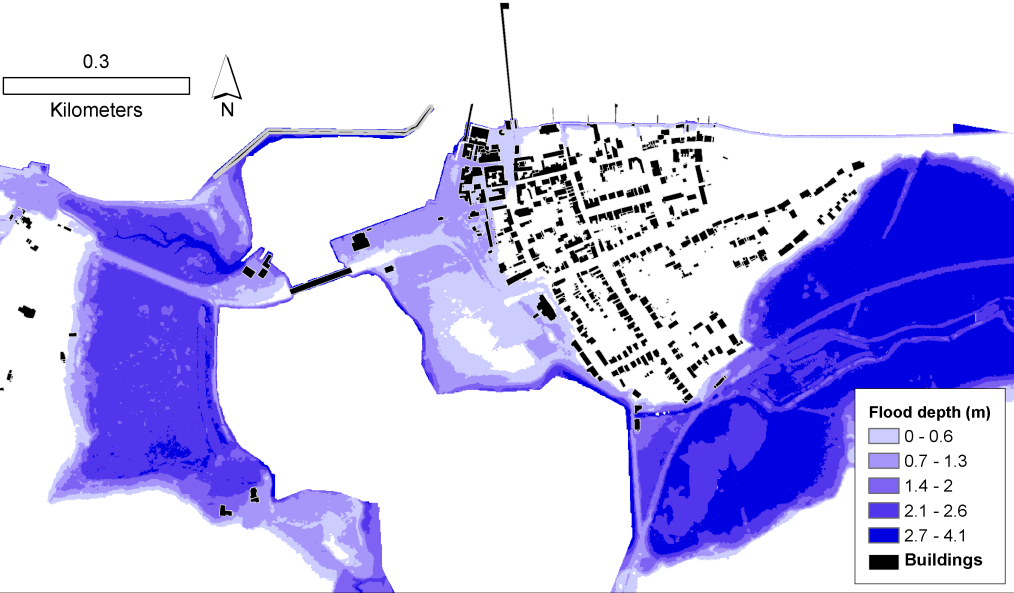 0.3
Kilometers
N
Flood depth (m)
0 - 0.6
0.7 - 1.3
1.4 - 2
2.1 - 2.6
2.7 - 4.1
Buildings